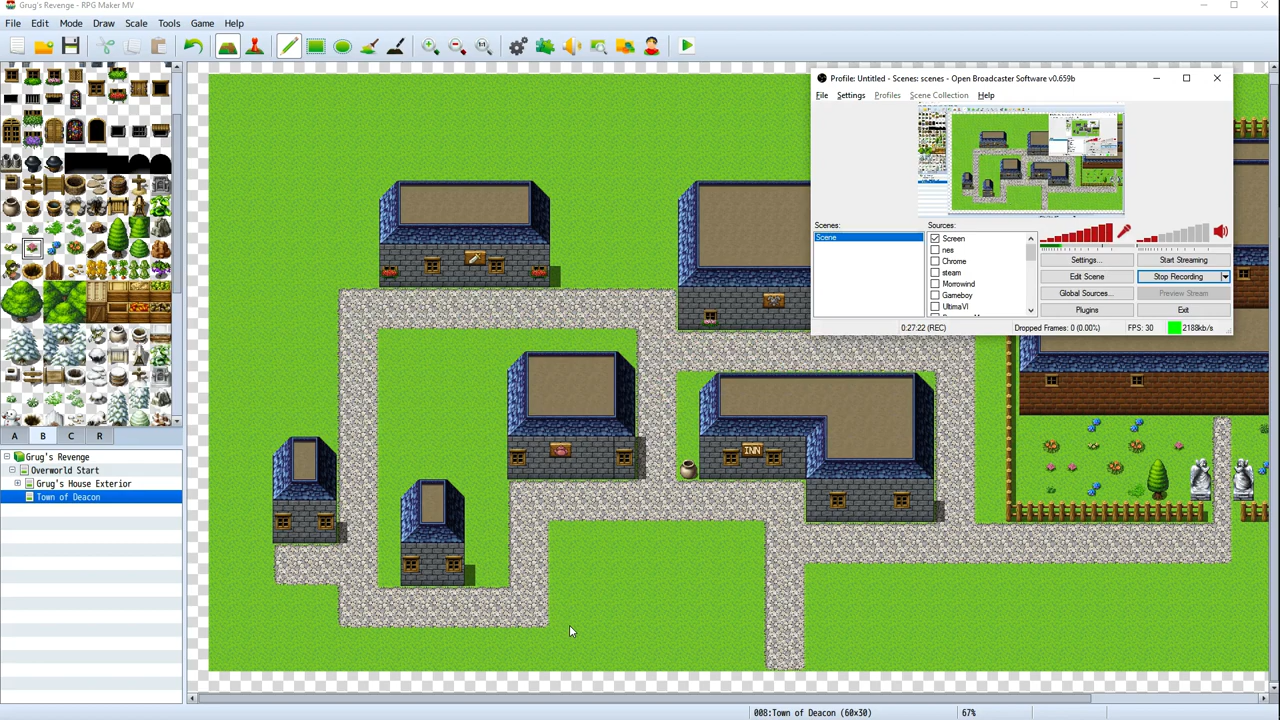 Grug's Revenge - RPG Maker MV
File Edit Mode Draw Scale Tools Game Help
Profile: Untitled - Scenes: scenes - Open Broadcaster Software v0.659b
File Settings Profiles Scene Collection Help
Scenes:
Scene
Sources:
Screen
nes
Chrome
steam
Morrowind
Gameboy
UltimaVI
Settings... Start Streaming
Edit Scene Stop Recording
Global Sources... Preview Stream
Plugins Exit
0:27:22 (REC) Dropped Frames: 0 (0.00%) FPS: 30 2188kb/s
INN
A B C R
Grug's Revenge
Overworld Start
Grug's House Exterior
Town of Deacon
008:Town of Deacon (60x30) 67%